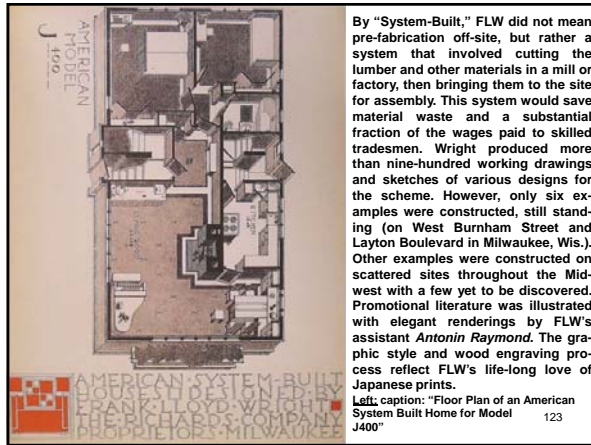 AMERICAN
MODEL
J 400
AMERICAN SYSTEM-BUILT
HOUSES DESIGNED BY
FRANK LLOYD WRIGHT
THE RICHARDS COMPANY
PROPRIETOR MILWAUKEE
By “System-Built,” FLW did not mean
pre-fabrication off-site, but rather a
system that involved cutting the
lumber and other materials in a mill or
factory, then bringing them to the site
for assembly. This system would save
material waste and a substantial
fraction of the wages paid to skilled
tradesmen. Wright produced more
than nine-hundred working drawings
and sketches of various designs for
the scheme. However, only six ex-
amples were constructed, still stand-
ing (on West Burnham Street and
Layton Boulevard in Milwaukee, Wis.).
Other examples were constructed on
scattered sites throughout the Mid-
west with a few yet to be discovered.
Promotional literature was illustrated
with elegant renderings by FLW’s
assistant Antonin Raymond. The gra-
phic style and wood engraving pro-
cess reflect FLW’s life-long love of
Japanese prints.
Left: caption: “Floor Plan of an American
System Built Home for Model
J400”
123